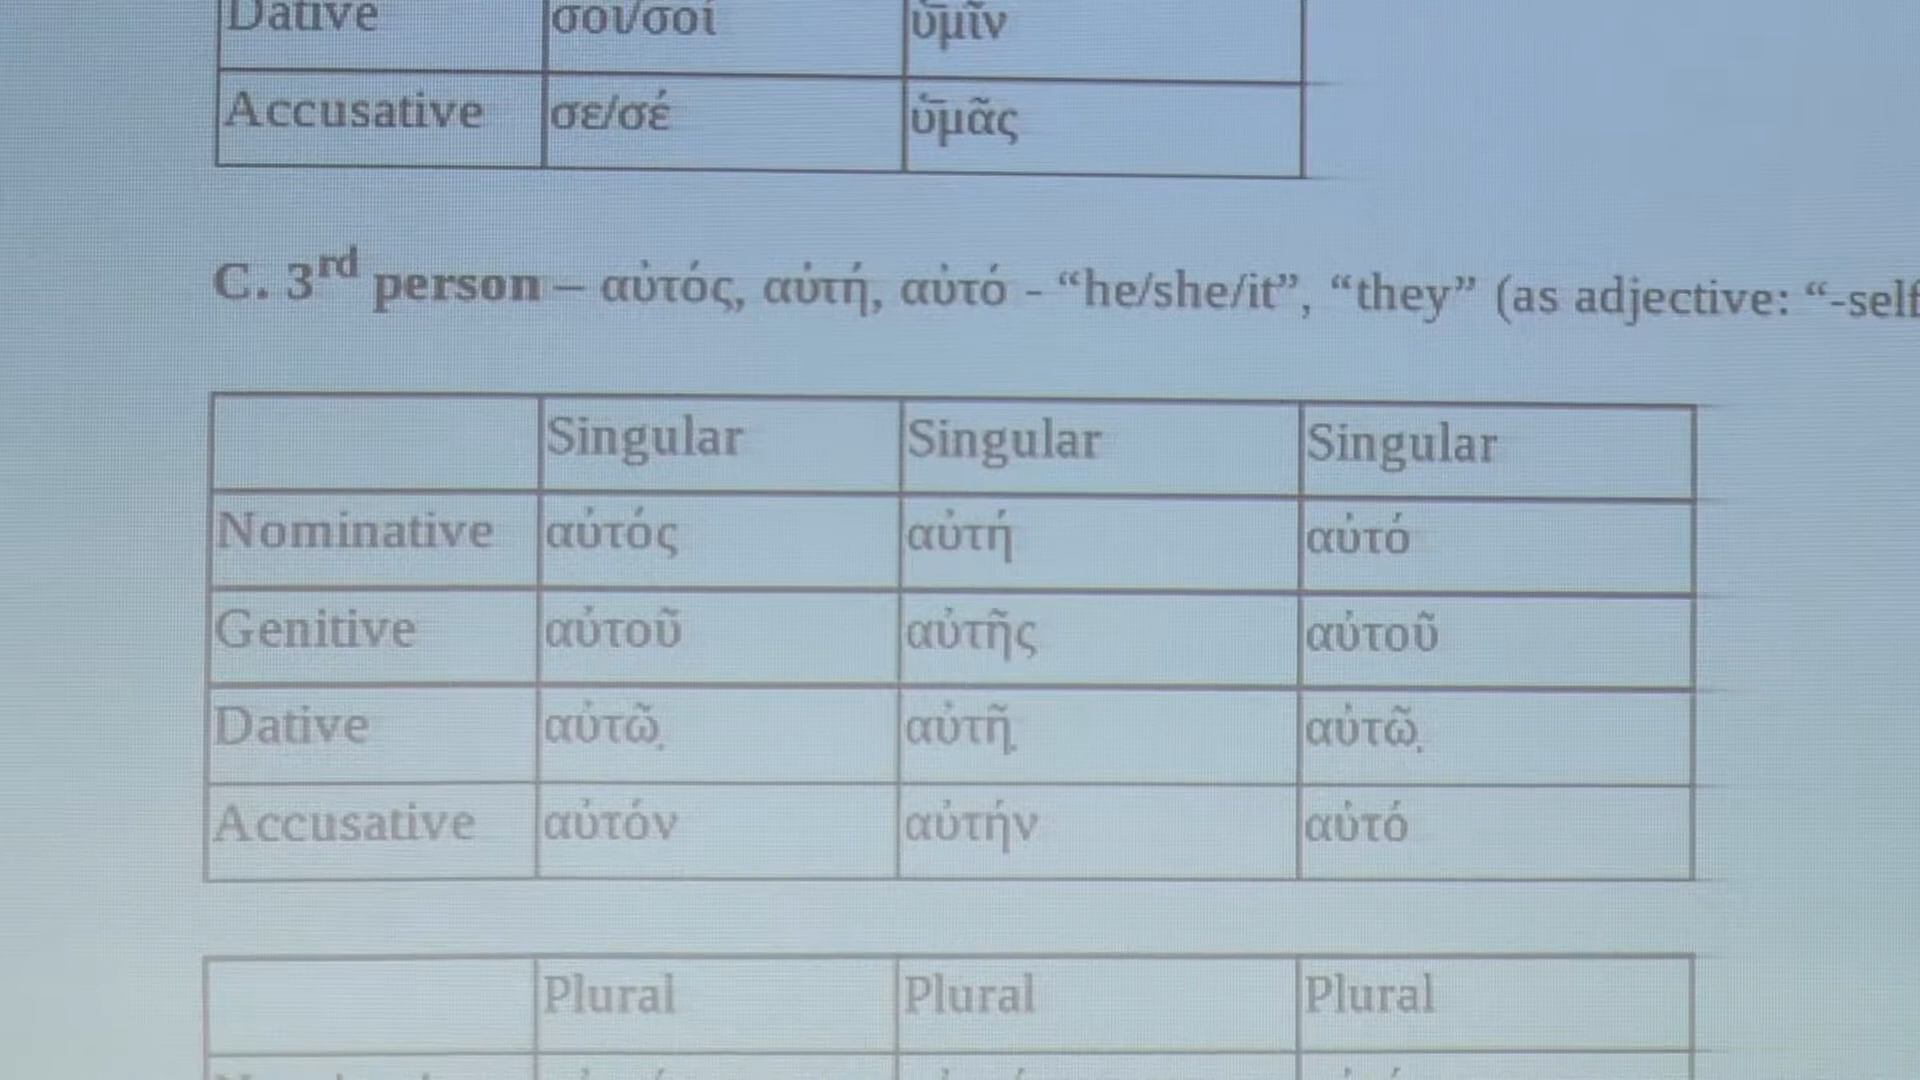 Dative σοι/σοί ὑ̄μῖν
Accusative σε/σέ ὑ̄μᾶς
C. 3rd person – αὐτός, αὐτή, αὐτό - “he/she/it”, “they” (as adjective: “-self
Singular Singular Singular
Nominative αὐτός αὐτή αὐτό
Genitive αὐτοῦ αὐτῆς αὐτοῦ
Dative αὐτῷ αὐτῇ αὐτῷ
Accusative αὐτόν αὐτήν αὐτό
Plural Plural Plural